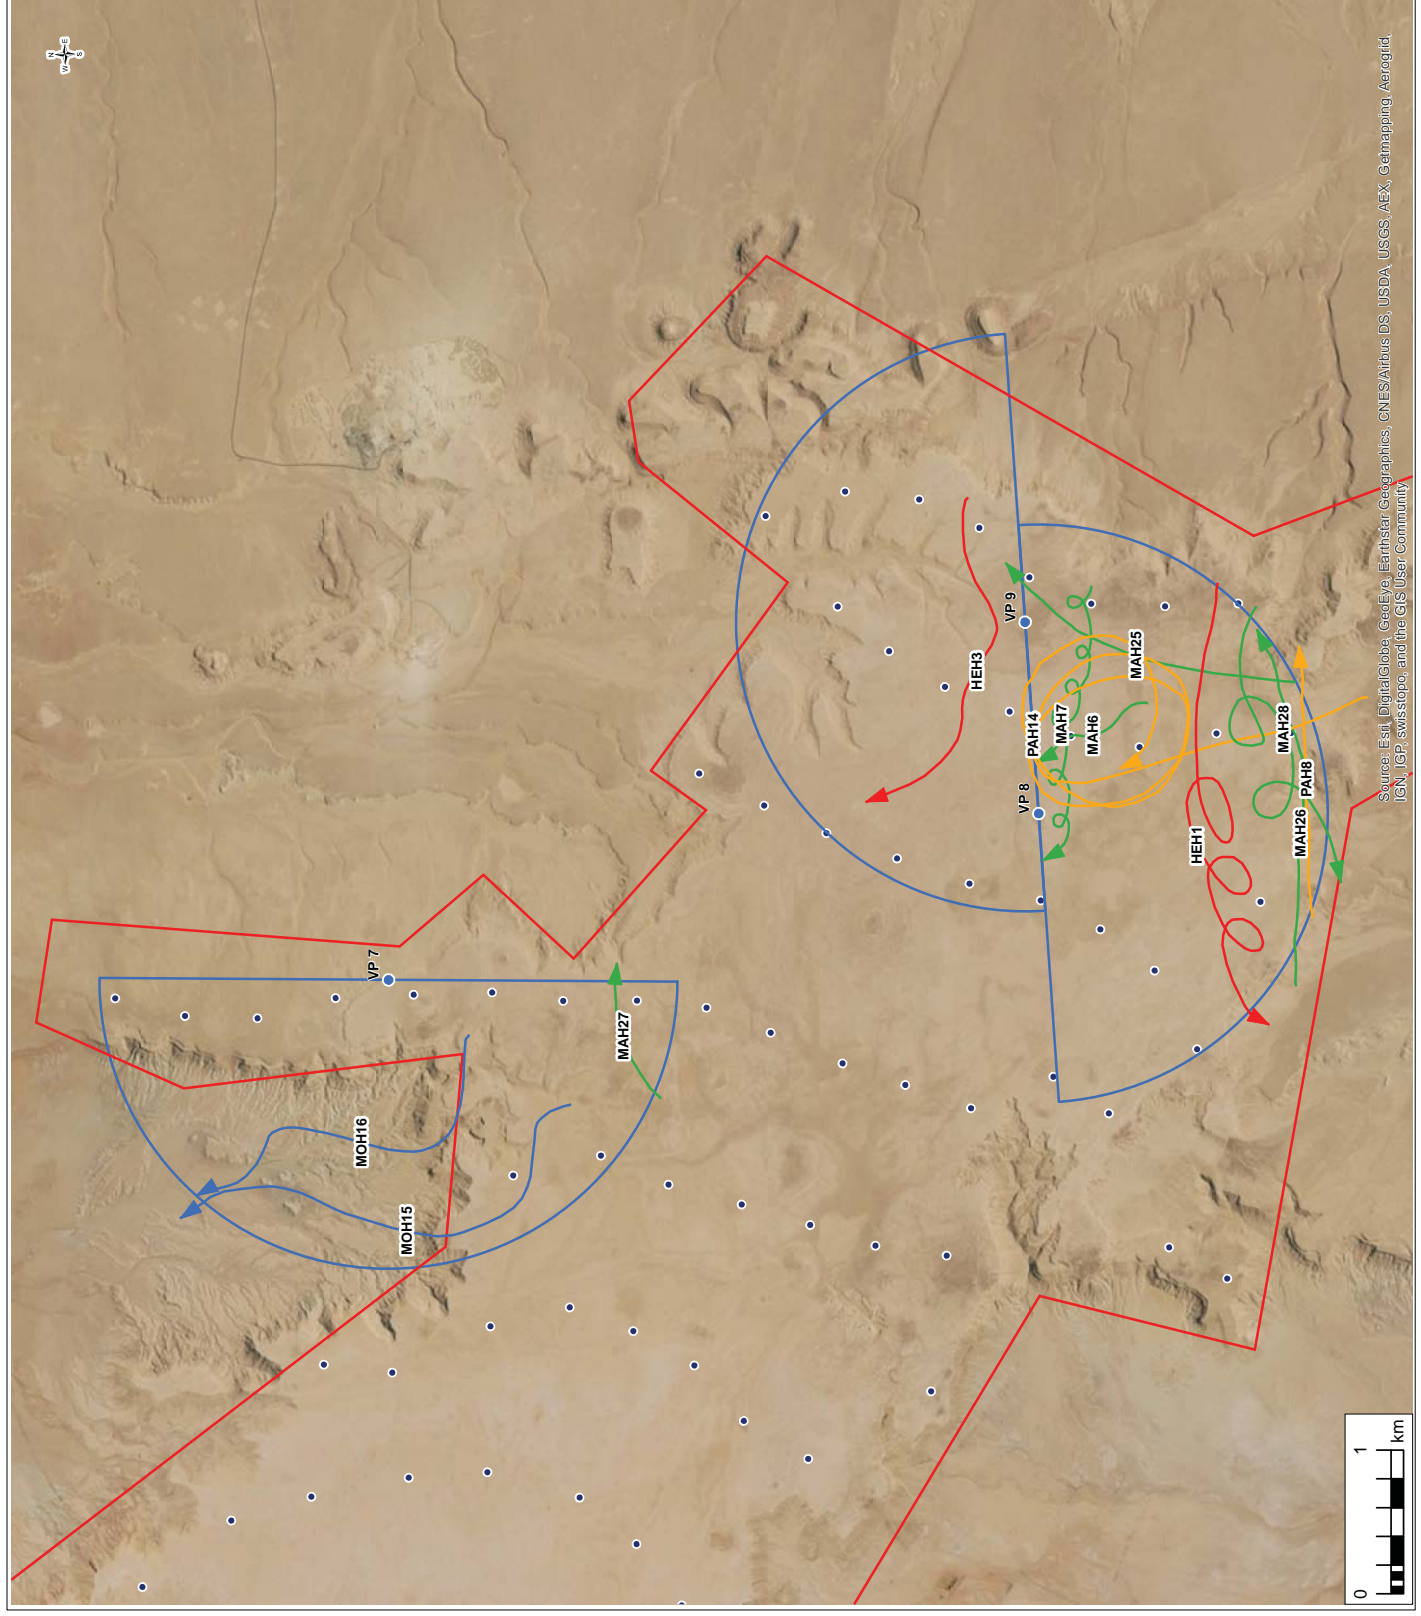 N
E
S
W
VP 7
MOH16
MOH15
MAH27
VP 9
HEH3
MAH25
PAH14
MAH7
MAH6
VP 8
MAH28
PAH8
MAH26
HEH1
Source: Esri, DigitalGlobe, GeoEye, Earthstar Geographics, CNES/Airbus DS, USDA, USGS, AEX, Getmapping, Aerogrid,
IGN, IGP, swisstopo, and the GIS User Community
0 1
km